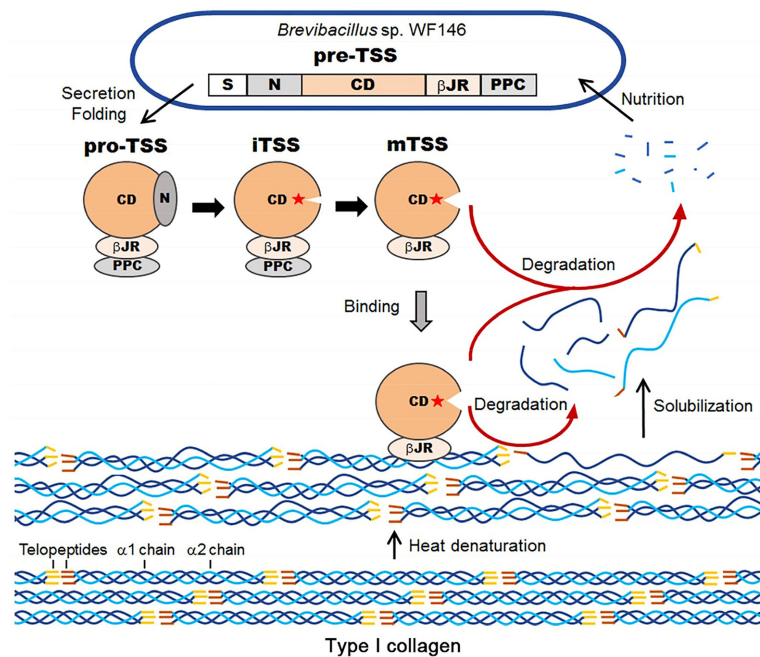 Brevibacillus sp. WF146
pre-TSS
S N CD βJR PPC
Secretion
Folding
Nutrition
pro-TSS iTSS mTSS
CD N CD CD
βJR βJR βJR
PPC PPC
Degradation
Binding
CD
Degradation
Solubilization
βJR
Heat denaturation
Telopeptides α1 chain α2 chain
Type I collagen